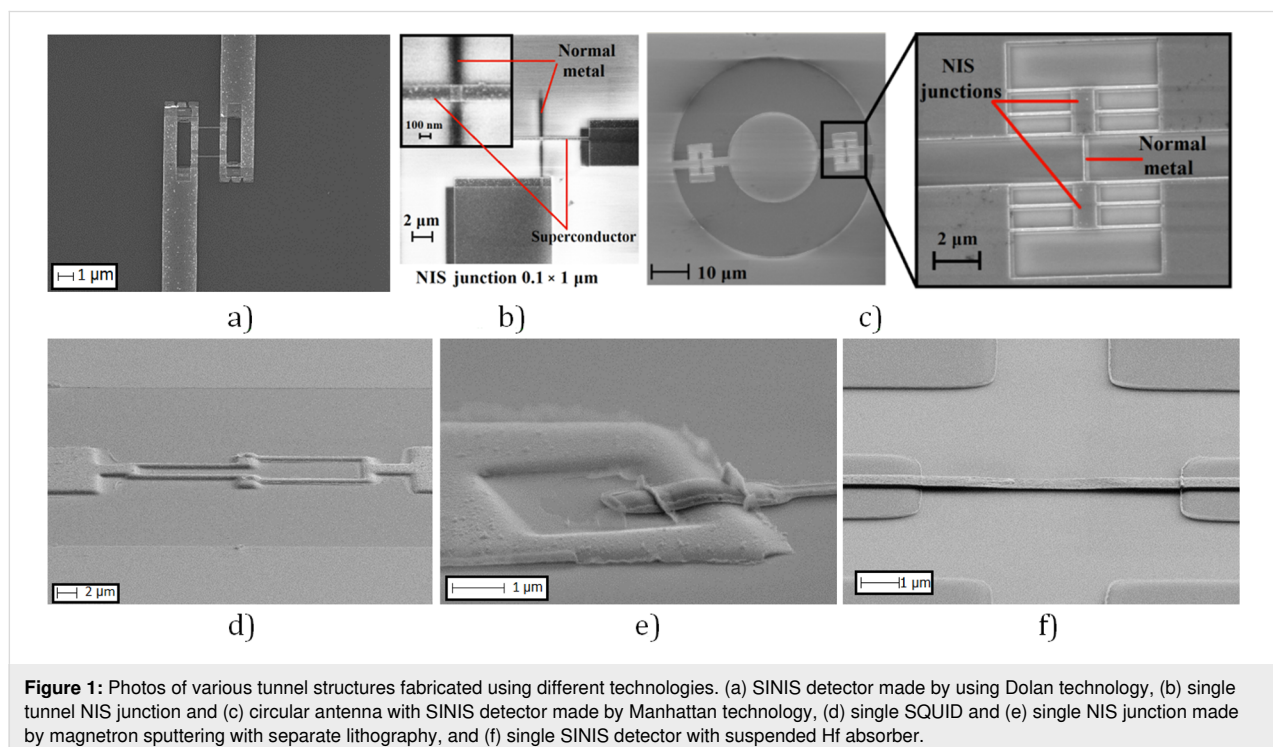 Normal
metal
100 nm
2 µm
Superconductor
NIS junction 0.1 × 1 µm
10 µm
NIS
junctions
Normal
metal
2 µm
1 µm
a)
b)
c)
2 µm
1 µm
1 µm
d)
e)
f)
Figure 1: Photos of various tunnel structures fabricated using different technologies. (a) SINIS detector made by using Dolan technology, (b) single
tunnel NIS junction and (c) circular antenna with SINIS detector made by Manhattan technology, (d) single SQUID and (e) single NIS junction made
by magnetron sputtering with separate lithography, and (f) single SINIS detector with suspended Hf absorber.